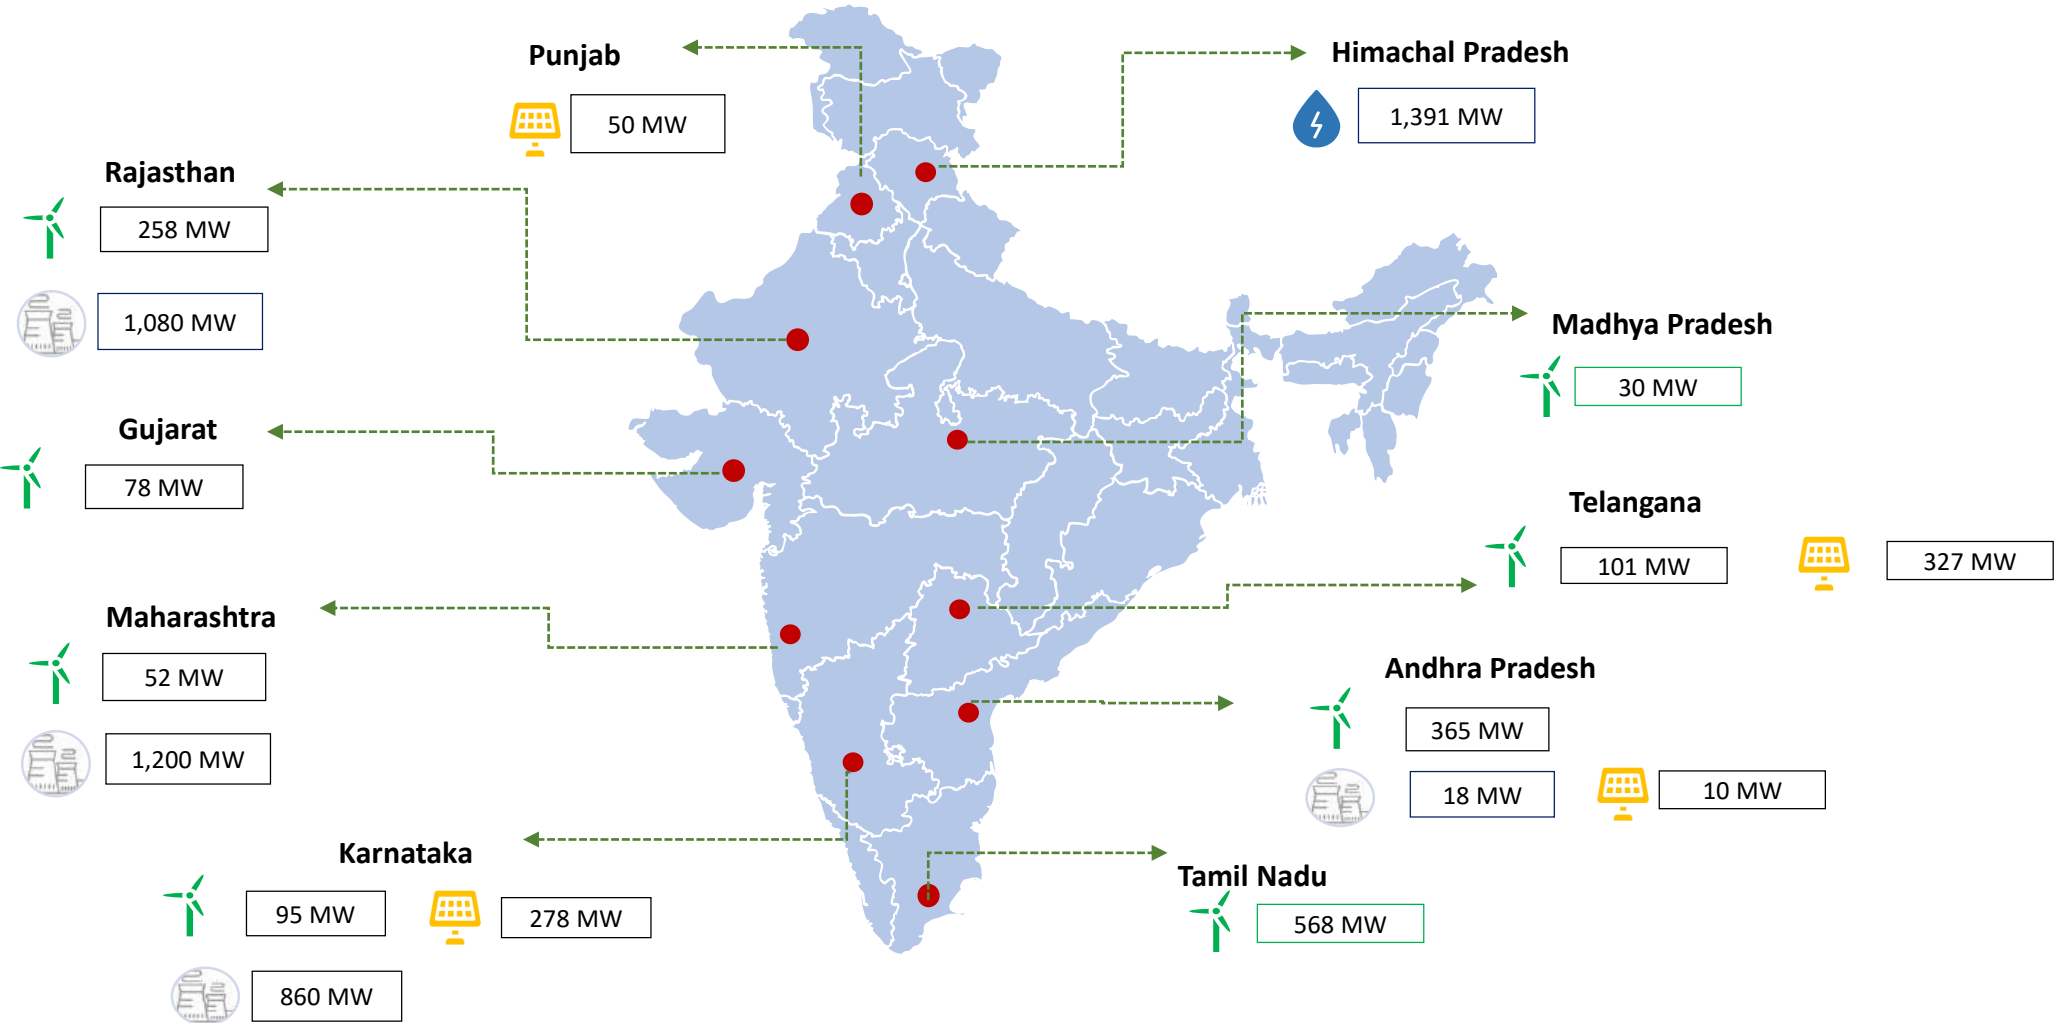 Punjab
50 MW
Himachal Pradesh
1,391 MW
Rajasthan
258 MW
1,080 MW
Madhya Pradesh
30 MW
Gujarat
78 MW
Telangana
101 MW
327 MW
Maharashtra
52 MW
1,200 MW
Andhra Pradesh
365 MW
18 MW
10 MW
Karnataka
95 MW
278 MW
860 MW
Tamil Nadu
568 MW